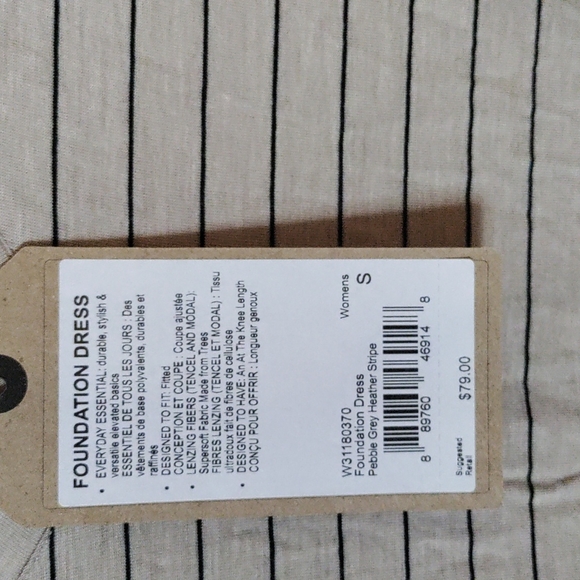 FOUNDATION DRESS
• EVERYDAY ESSENTIAL: durable, stylish &
versatile elevated basics
ESSENTIEL DE TOUS LES JOURS : Des
vêtements de base polyvalents, durables et
raffinés
• DESIGNED TO FIT: Fitted
CONCEPTION ET COUPE : Coupe ajustée
• LENZING FIBERS (TENCEL AND MODAL):
Supersoft Fabric Made from Trees
FIBRES LENZING (TENCEL ET MODAL) : Tissu
ultradoux fait de fibres de cellulose
• DESIGNED TO HAVE: An At The Knee Length
CONÇU POUR OFFRIR : Longueur genoux
W31180370
Foundation Dress
Pebble Grey Heather Stripe
Womens
S
8 89760 46914 8
Suggested
Retail
$79.00